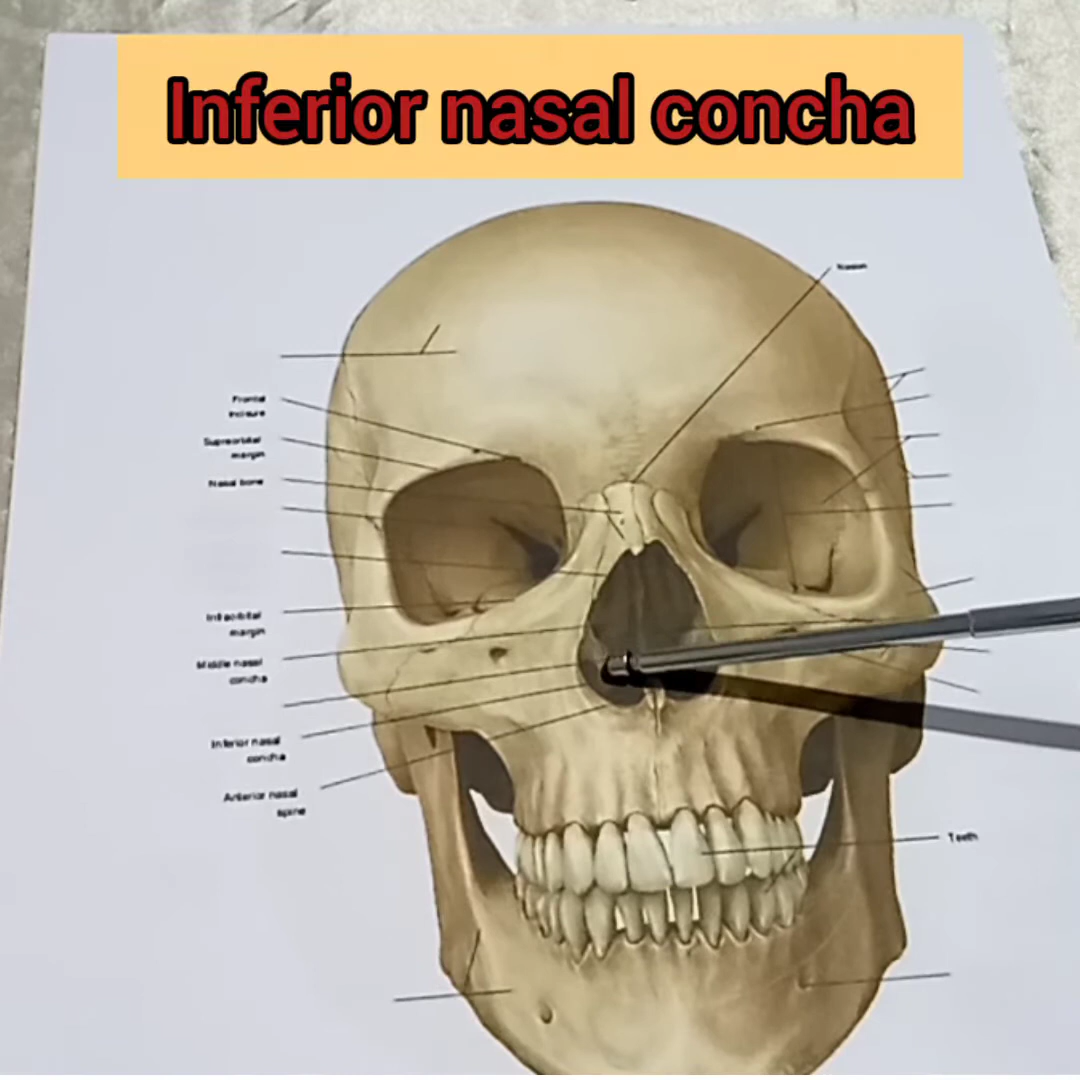 Inferior nasal concha
Nasion
Frontal
incisure
Supraorbital
margin
Nasal bone
Infraorbital
margin
Middle nasal
concha
Inferior nasal
concha
Anterior nasal
spine
Teeth